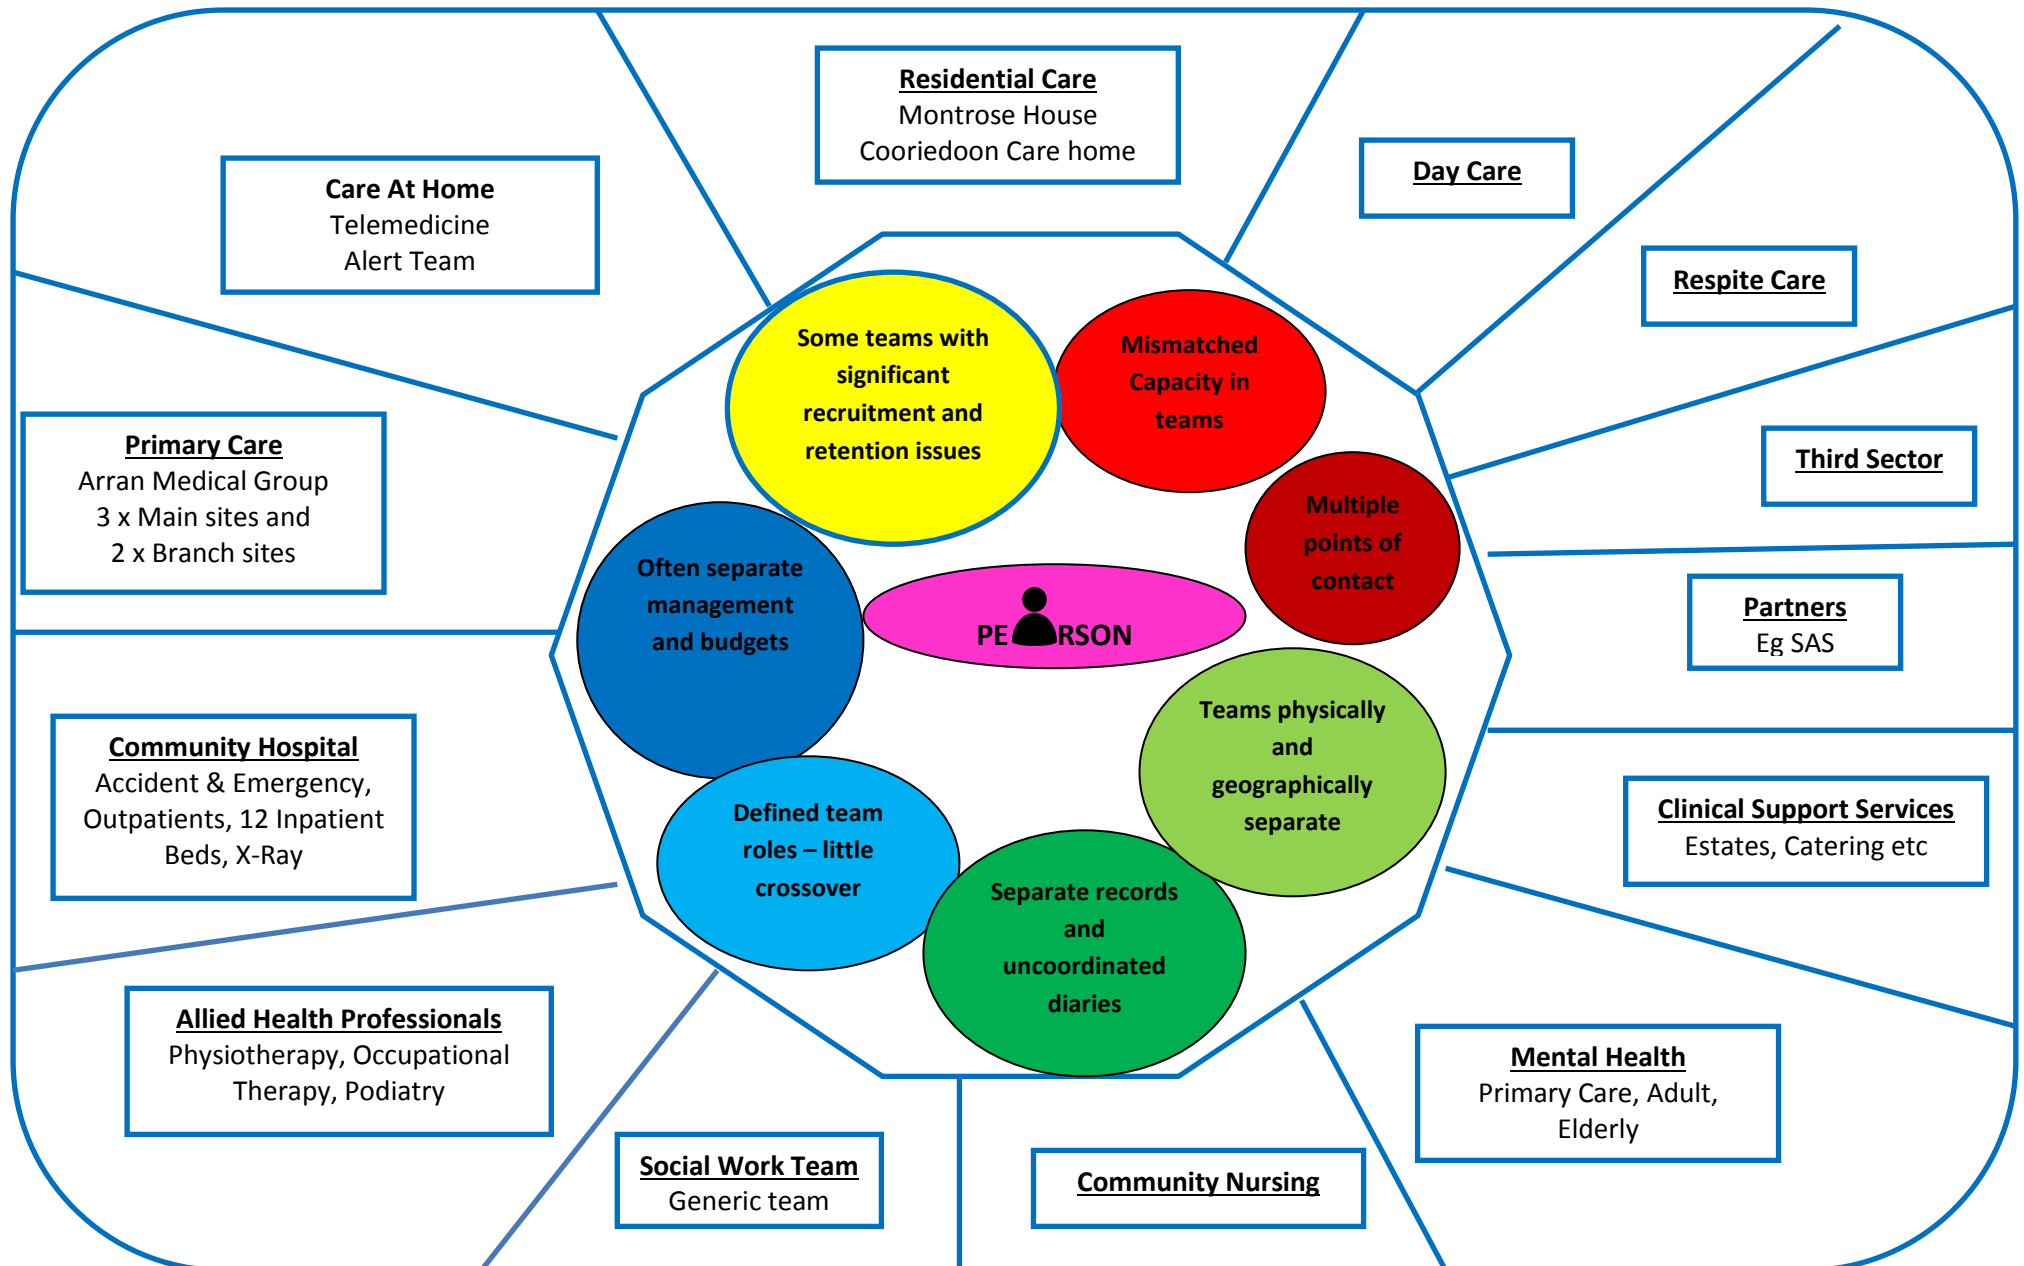 Residential Care
Montrose House
Cooriedoon Care home
Day Care
Care At Home
Telemedicine
Alert Team
Respite Care
Some teams with
significant
recruitment and
retention issues
Mismatched
Capacity in
teams
Primary Care
Arran Medical Group
3 x Main sites and
2 x Branch sites
Third Sector
Multiple
points of
contact
Often separate
management
and budgets
PE RSON
Partners
Eg SAS
Teams physically
and
geographically
separate
Community Hospital
Accident & Emergency,
Outpatients, 12 Inpatient
Beds, X-Ray
Clinical Support Services
Estates, Catering etc
Defined team
roles – little
crossover
Separate records
and
uncoordinated
diaries
Allied Health Professionals
Physiotherapy, Occupational
Therapy, Podiatry
Mental Health
Primary Care, Adult,
Elderly
Social Work Team
Generic team
Community Nursing